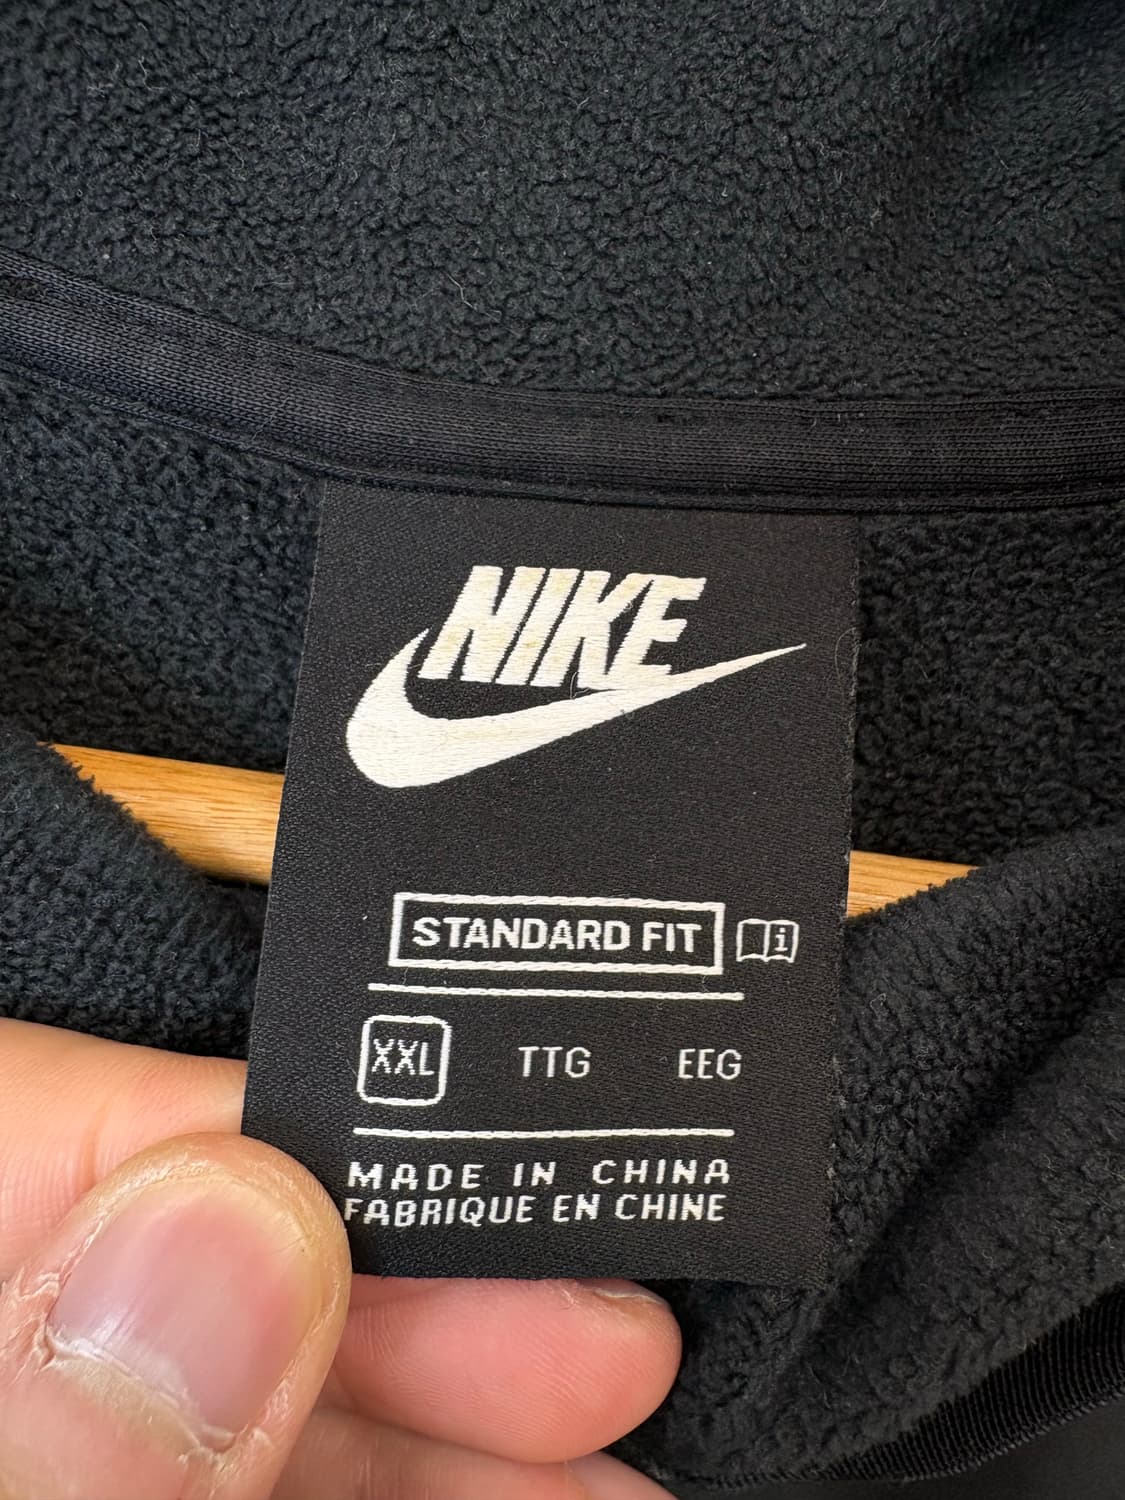 NIKE
STANDARD FIT i
XXL TTG EEG
MADE IN CHINA
FABRIQUE EN CHINE